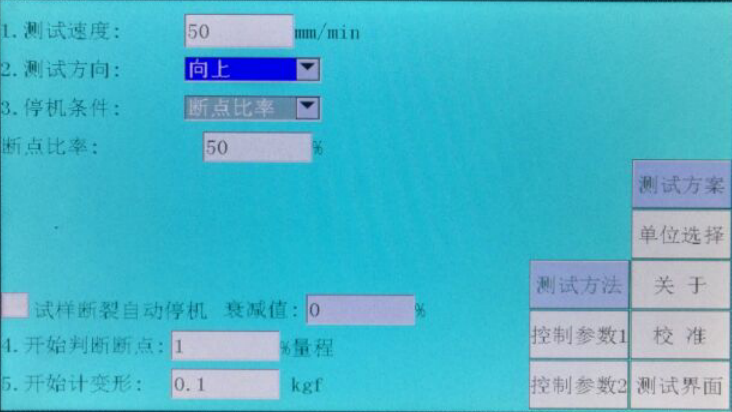 1.测试速度: 50 mm/min
2.测试方向: 向上
3.停机条件: 断点比率
断点比率: 50 %
测试方案
单位选择
测试方法 关 于
试样断裂自动停机 衰减值: 0 %
控制参数1 校 准
4.开始判断断点: 1 %量程
5.开始计变形: 0.1 kgf
控制参数2 测试界面